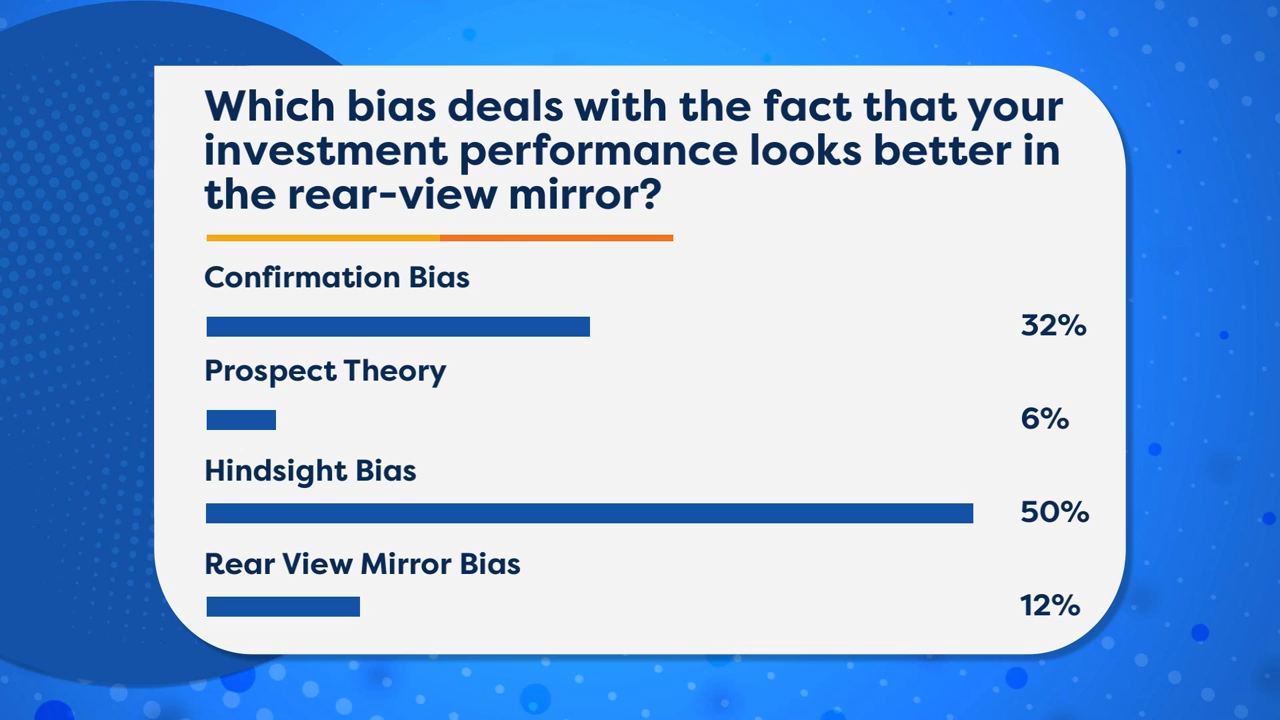 Which bias deals with the fact that your
investment performance looks better in
the rear-view mirror?
Confirmation Bias
32%
Prospect Theory
6%
Hindsight Bias
50%
Rear View Mirror Bias
12%